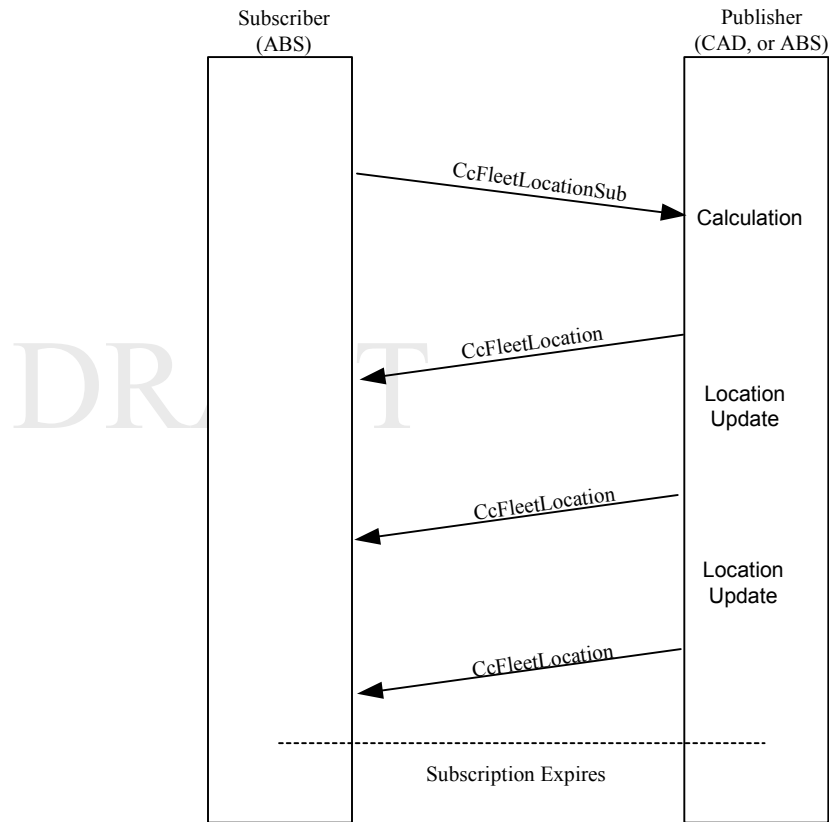 Subscriber
(ABS)
Publisher
(CAD, or ABS)
CcFleetLocationSub
Calculation
CcFleetLocation
DRAFT
Location
Update
CcFleetLocation
Location
Update
CcFleetLocation
Subscription Expires